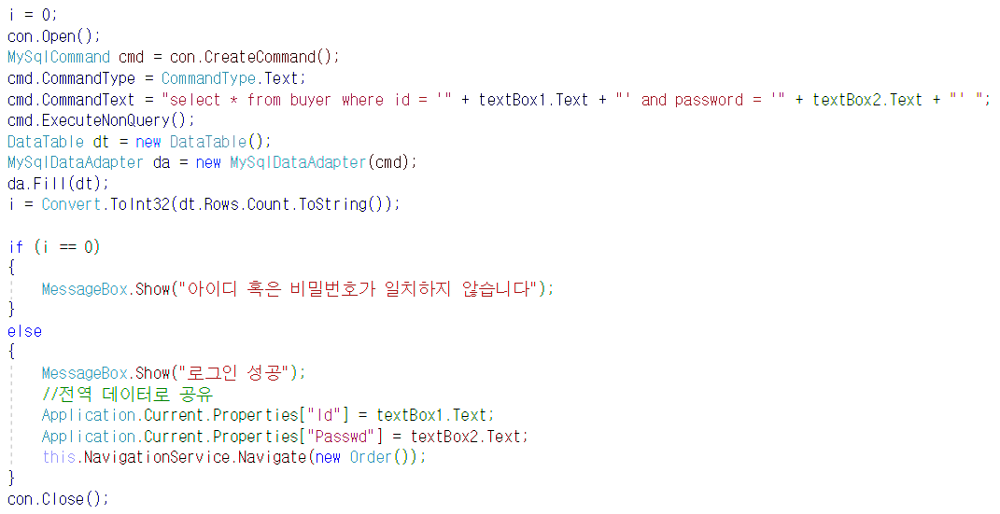 i = 0;
con.Open();
MySqlCommand cmd = con.CreateCommand();
cmd.CommandType = CommandType.Text;
cmd.CommandText = "select * from buyer where id = '" + textBox1.Text + "' and password = '" + textBox2.Text + "' ";
cmd.ExecuteNonQuery();
DataTable dt = new DataTable();
MySqlDataAdapter da = new MySqlDataAdapter(cmd);
da.Fill(dt);
i = Convert.ToInt32(dt.Rows.Count.ToString());

if (i == 0)
{
    MessageBox.Show("아이디 혹은 비밀번호가 일치하지 않습니다");
}
else
{
    MessageBox.Show("로그인 성공");
    //전역 데이터로 공유
    Application.Current.Properties["Id"] = textBox1.Text;
    Application.Current.Properties["Passwd"] = textBox2.Text;
    this.NavigationService.Navigate(new Order());
}
con.Close();